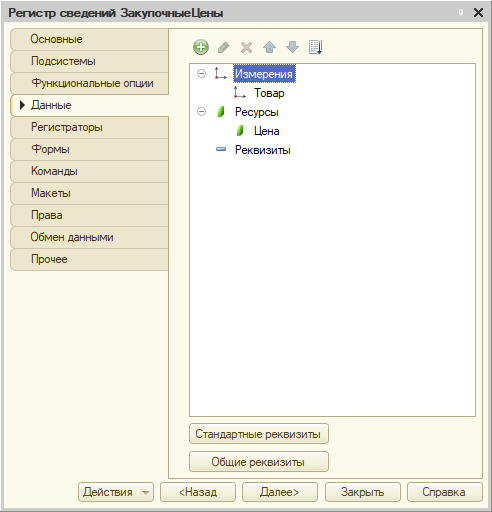 Регистр сведений ЗакупочныеЦены
Основные
Подсистемы
Функциональные опции
Данные
Регистраторы
Формы
Команды
Макеты
Права
Обмен данными
Прочее
Измерения
Товар
Ресурсы
Цена
Реквизиты
Стандартные реквизиты
Общие реквизиты
Действия
<Назад
Далее>
Закрыть
Справка